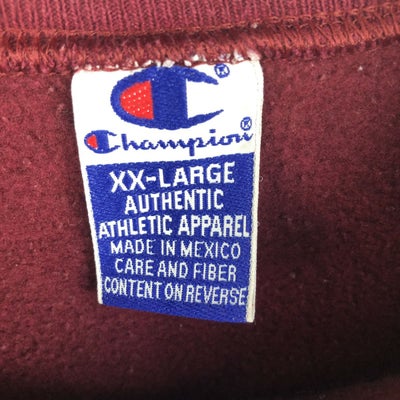 Champion®
XX-LARGE
AUTHENTIC
ATHLETIC APPAREL
MADE IN MEXICO
CARE AND FIBER
CONTENT ON REVERSE